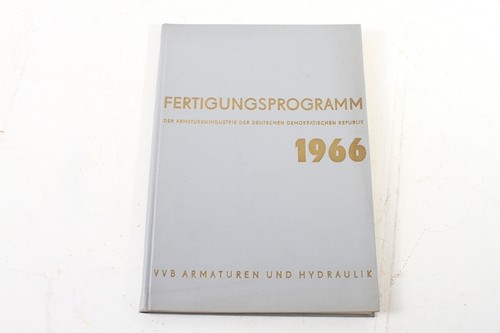 FERTIGUNGSPROGRAMM
DER ARMATURENINDUSTRIE DER DEUTSCHEN DEMOKRATISCHEN REPUBLIK
1966
VVB ARMATUREN UND HYDRAULIK